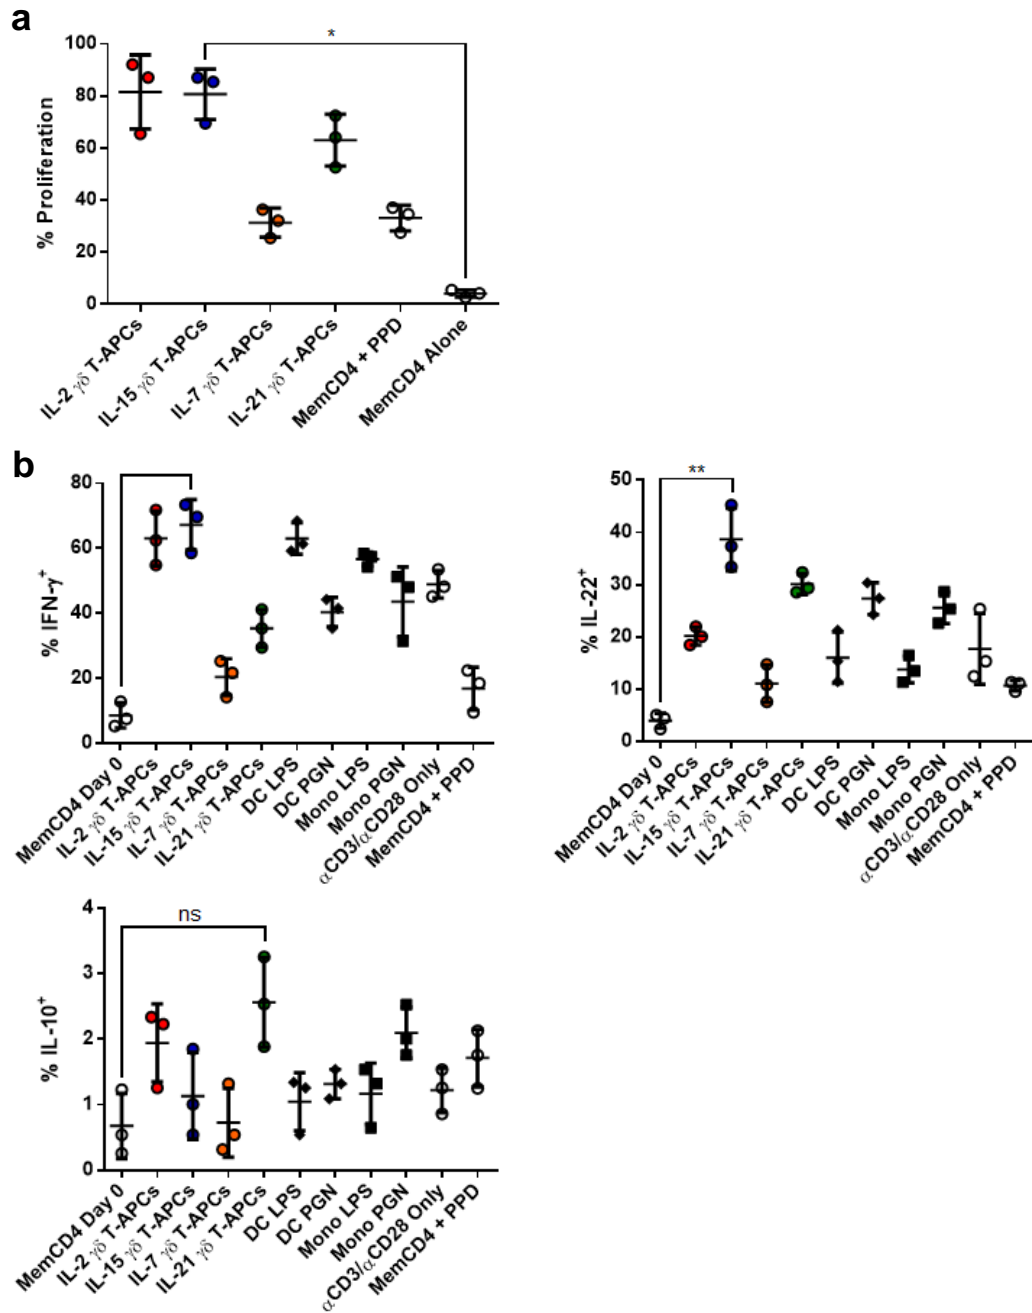 a
*
100
80
60
40
20
0
% Proliferation
IL-2 γδ T-APCs
IL-15 γδ T-APCs
IL-7 γδ T-APCs
IL-21 γδ T-APCs
MemCD4 + PPD
MemCD4 Alone
b
80
60
40
20
0
% IFN-γ+
MemCD4 Day 0
IL-2 γδ T-APCs
IL-15 γδ T-APCs
IL-7 γδ T-APCs
IL-21 γδ T-APCs
DC LPS
DC PGN
Mono LPS
Mono PGN
αCD3/αCD28 Only
MemCD4 + PPD
**
50
40
30
20
10
0
% IL-22+
MemCD4 Day 0
IL-2 γδ T-APCs
IL-15 γδ T-APCs
IL-7 γδ T-APCs
IL-21 γδ T-APCs
DC LPS
DC PGN
Mono LPS
Mono PGN
αCD3/αCD28 Only
MemCD4 + PPD
ns
4
3
2
1
0
% IL-10+
MemCD4 Day 0
IL-2 γδ T-APCs
IL-15 γδ T-APCs
IL-7 γδ T-APCs
IL-21 γδ T-APCs
DC LPS
DC PGN
Mono LPS
Mono PGN
αCD3/αCD28 Only
MemCD4 + PPD